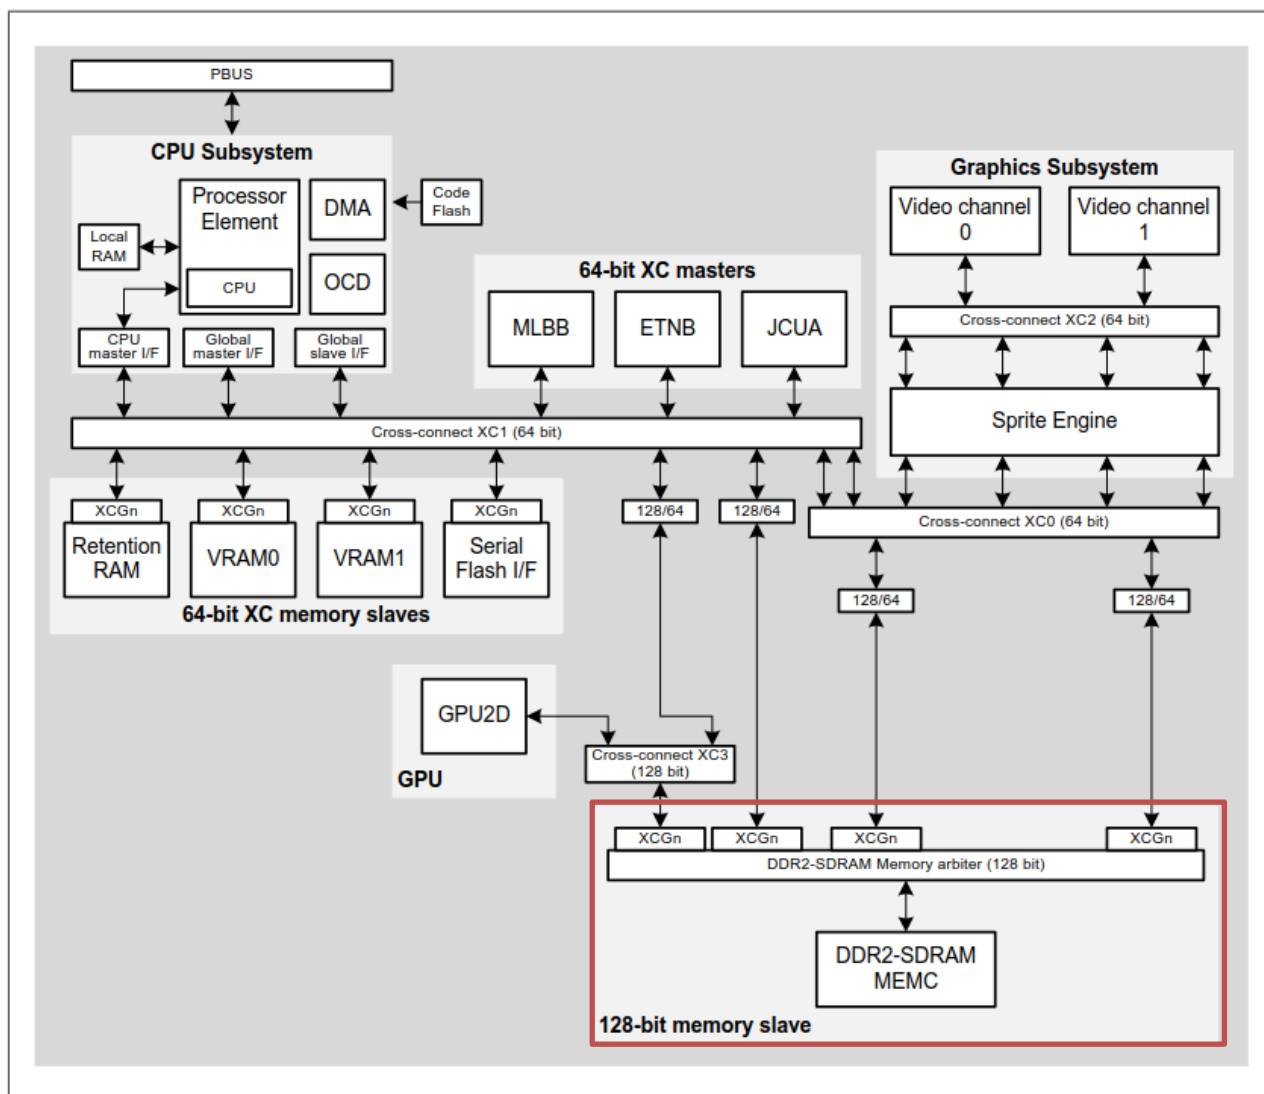 PBUS
CPU Subsystem
Processor
Element
DMA
Code
Flash
Local
RAM
OCD
CPU
CPU
master I/F
Global
master I/F
Global
slave I/F
64-bit XC masters
MLBB
ETNB
JCUA
Graphics Subsystem
Video channel
0
Video channel
1
Cross-connect XC2 (64 bit)
Sprite Engine
Cross-connect XC1 (64 bit)
XCGn
XCGn
XCGn
XCGn
128/64
128/64
Cross-connect XC0 (64 bit)
Retention
RAM
VRAM0
VRAM1
Serial
Flash I/F
64-bit XC memory slaves
128/64
128/64
GPU2D
GPU
Cross-connect XC3
(128 bit)
XCGn
XCGn
XCGn
XCGn
DDR2-SDRAM Memory arbiter (128 bit)
DDR2-SDRAM
MEMC
128-bit memory slave